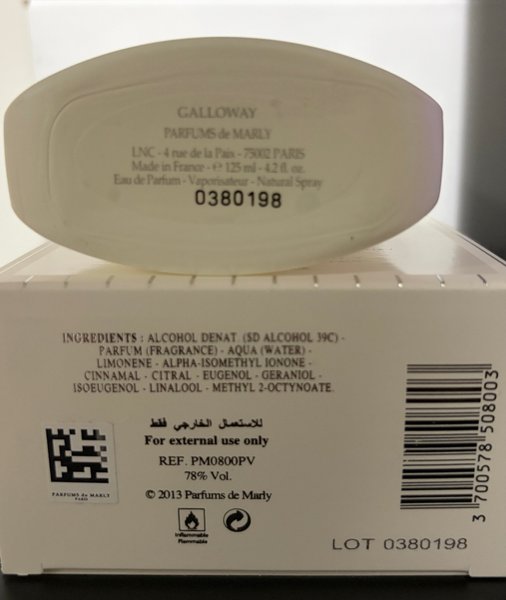 GALLOWAY
PARFUMS de MARLY
LNC - 4 rue de la Paix - 75002 PARIS
Made in France - ℮ 125 ml - 4.2 fl. oz.
Eau de Parfum - Vaporisateur - Natural Spray
0380198
INGREDIENTS : ALCOHOL DENAT (SD ALCOHOL 39C) -
PARFUM (FRAGRANCE) - AQUA (WATER) -
LIMONENE - ALPHA-ISOMETHYL IONONE -
CINNAMAL - CITRAL - EUGENOL - GERANIOL -
ISOEUGENOL - LINALOOL - METHYL 2-OCTYNOATE.
للاستعمال الخارجي فقط
For external use only
REF. PM0800PV
78% Vol.
© 2013 Parfums de Marly
PARFUMS de MARLY
PARIS
Inflammable
Flammable
3 700578 508003
LOT 0380198